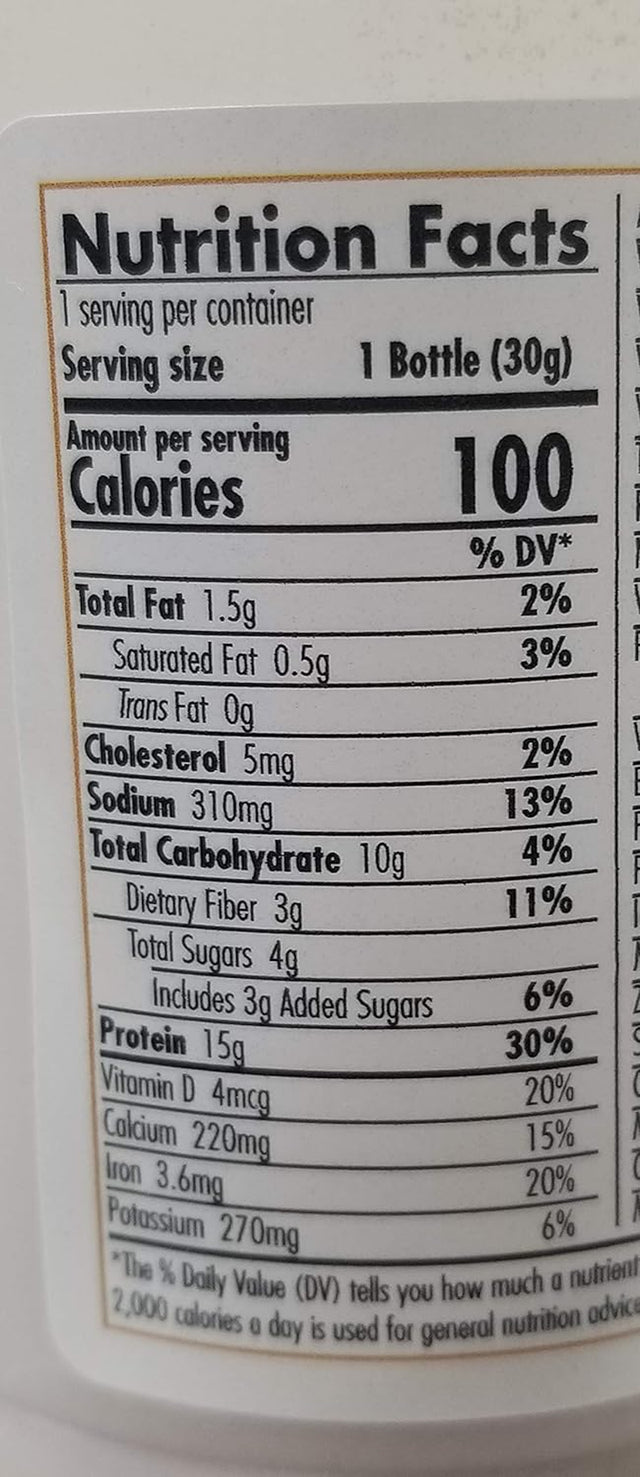 Nutrition Facts
1 serving per container
Serving size 1 Bottle (30g)
Amount per serving
Calories 100
% DV*
Total Fat 1.5g 2%
Saturated Fat 0.5g 3%
Trans Fat 0g
Cholesterol 5mg 2%
Sodium 310mg 13%
Total Carbohydrate 10g 4%
Dietary Fiber 3g 11%
Total Sugars 4g
Includes 3g Added Sugars 6%
Protein 15g 30%
Vitamin D 4mcg 20%
Calcium 220mg 15%
Iron 3.6mg 20%
Potassium 270mg 6%
*The % Daily Value (DV) tells you how much a nutrient
2,000 calories a day is used for general nutrition advice